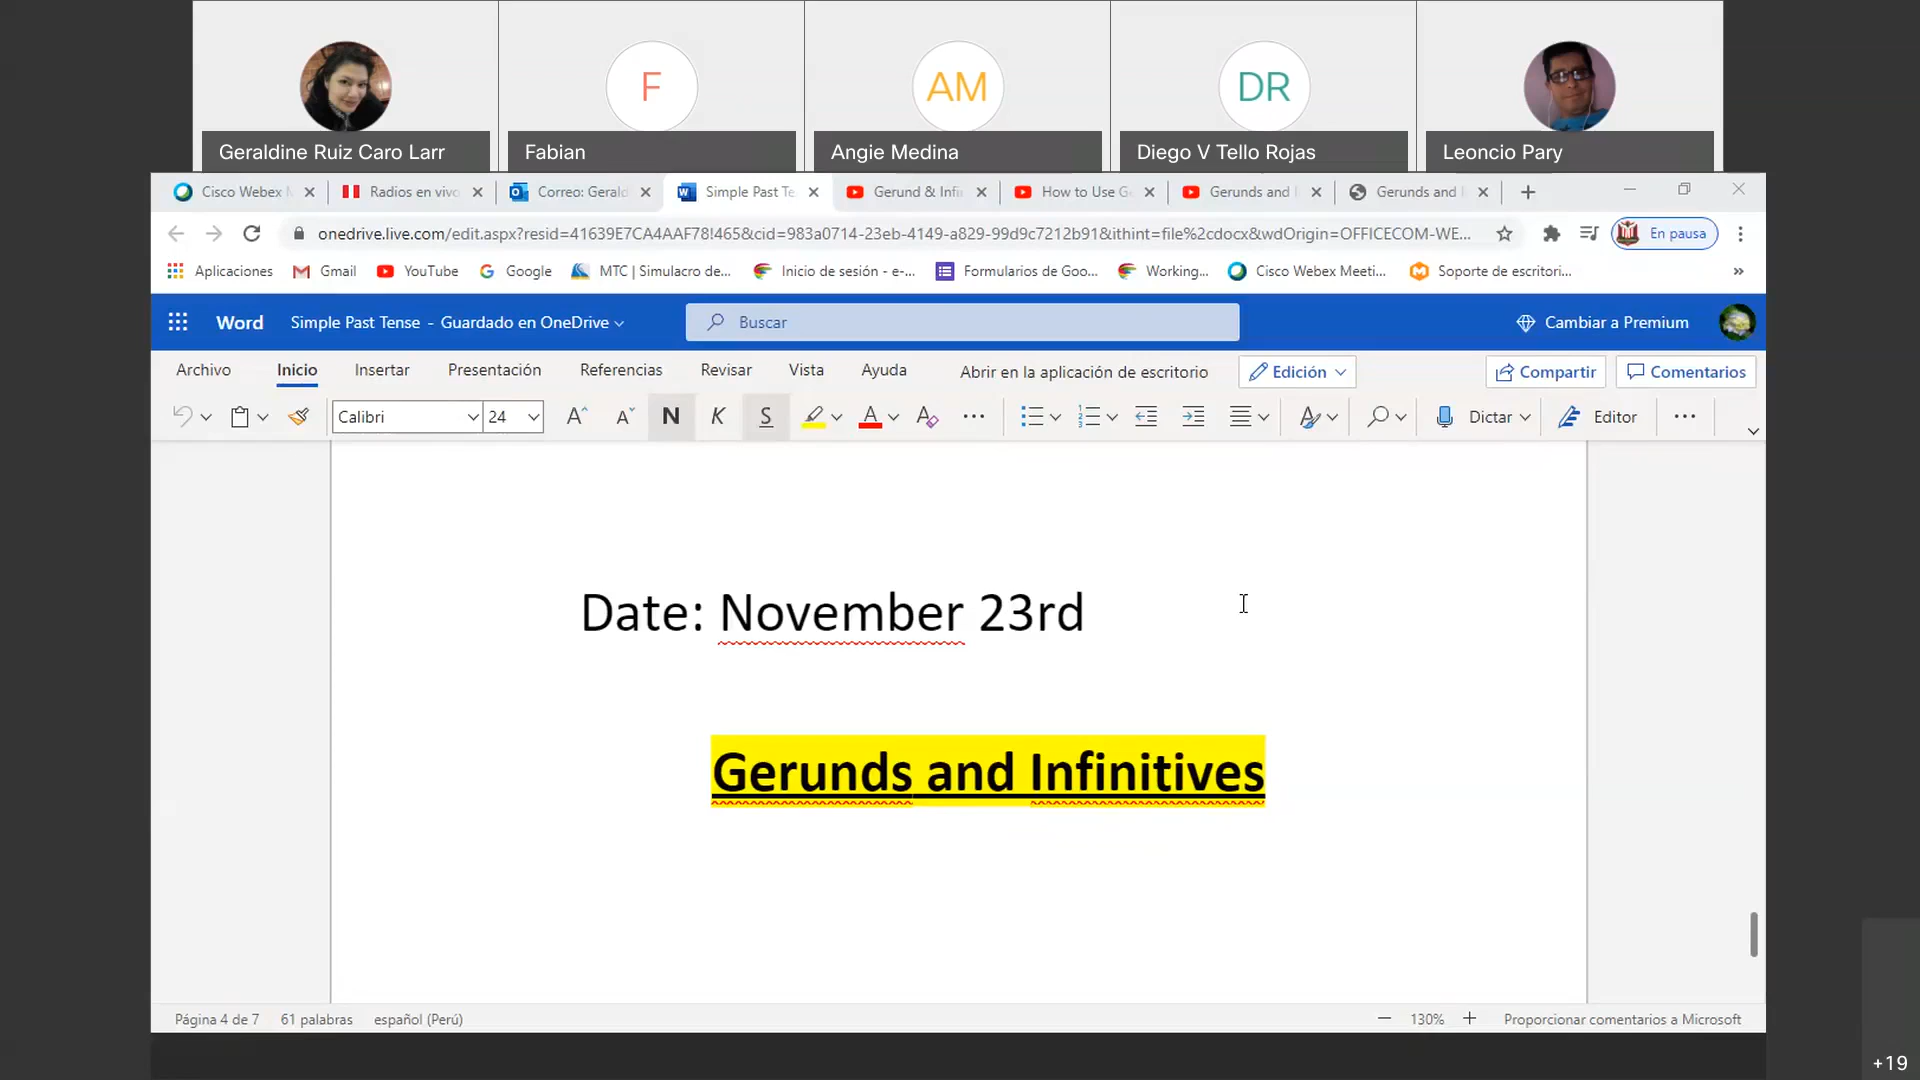 F AM DR
Geraldine Ruiz Caro Larr Fabian Angie Medina Diego V Tello Rojas Leoncio Pary
Cisco Webex M Radios en vivo Correo: Gerald Simple Past Te Gerund & Infi How to Use G Gerunds and I Gerunds and I
onedrive.live.com/edit.aspx?resid=41639E7CA4AAF78!465&cid=983a0714-23eb-4149-a829-99d9c7212b91&ithint=file%2cdocx&wdOrigin=OFFICECOM-WE... En pausa
Aplicaciones Gmail YouTube Google MTC | Simulacro de... Inicio de sesión - e-... Formularios de Goo... Working... Cisco Webex Meeti... Soporte de escritori... »
Word Simple Past Tense - Guardado en OneDrive Buscar Cambiar a Premium
Archivo Inicio Insertar Presentación Referencias Revisar Vista Ayuda Abrir en la aplicación de escritorio Edición Compartir Comentarios
Calibri 24 A A N K S A A Dictar Editor
Date: November 23rd
Gerunds and Infinitives
Página 4 de 7 61 palabras español (Perú) 130% Proporcionar comentarios a Microsoft
+19